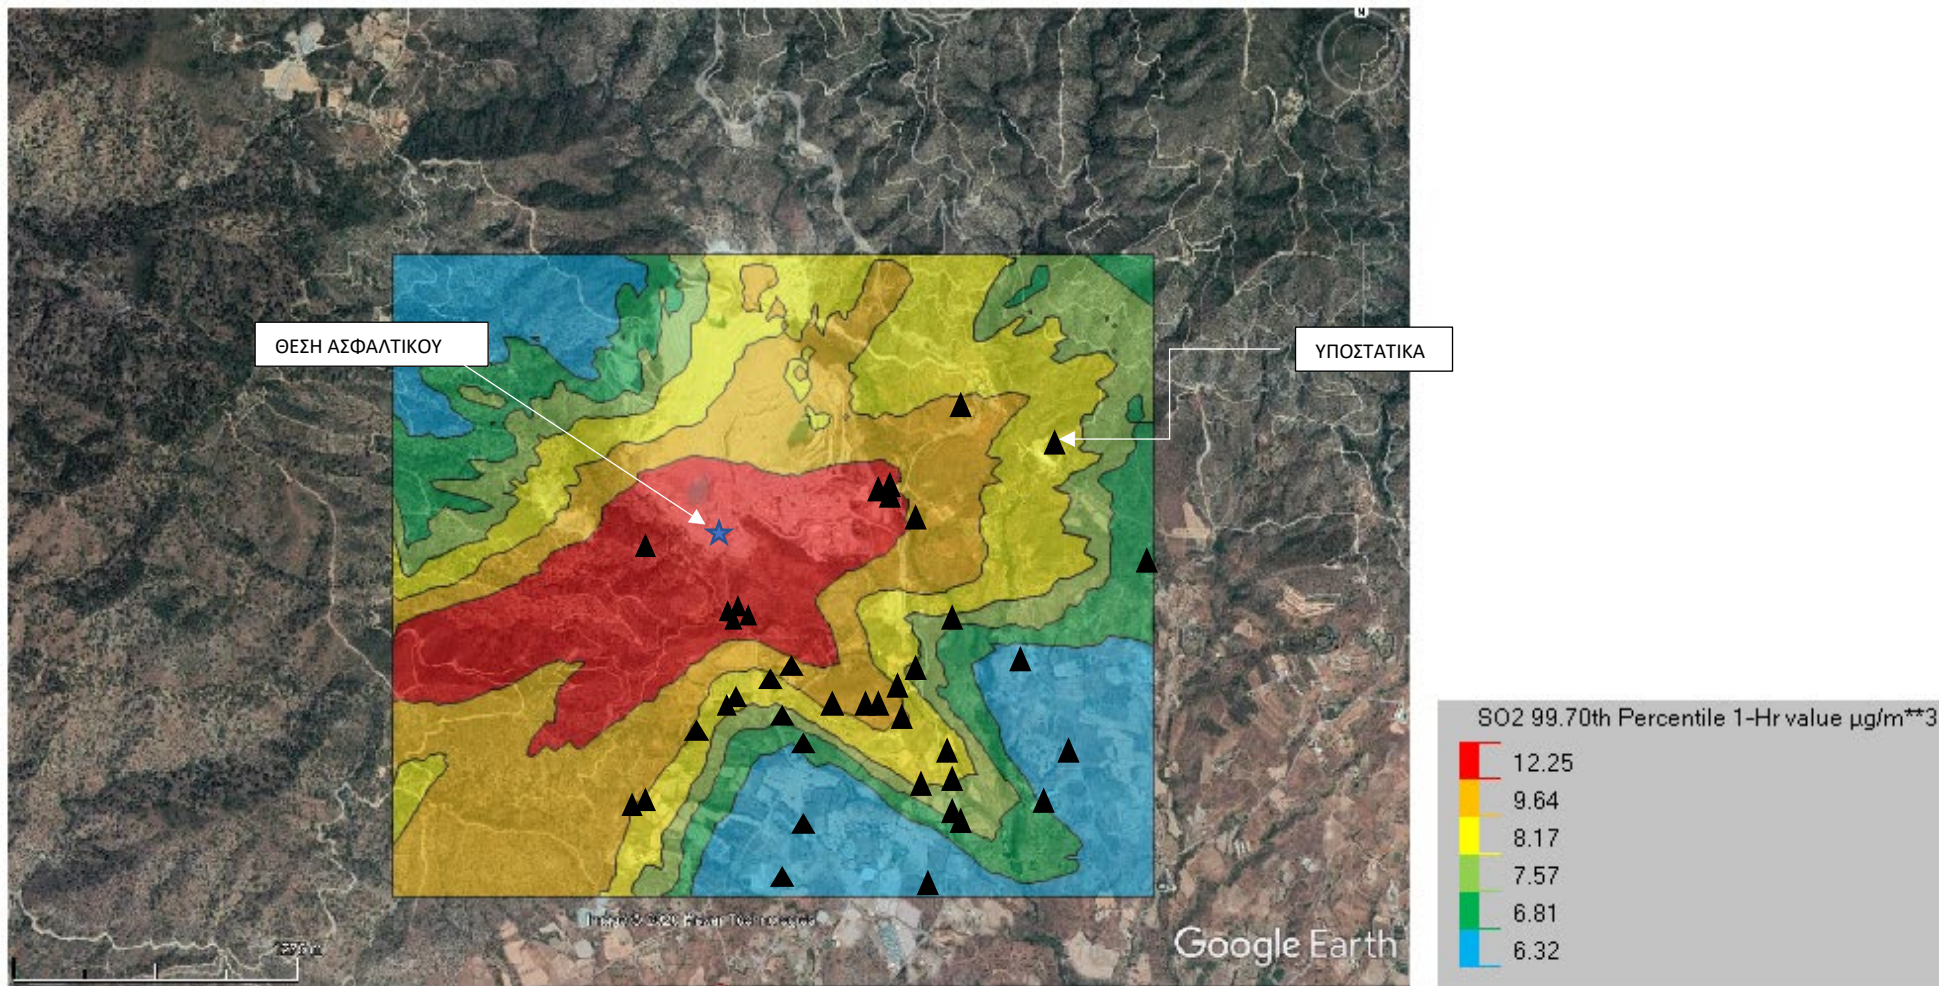 N
ΘΕΣΗ ΑΣΦΑΛΤΙΚΟΥ
ΥΠΟΣΤΑΤΙΚΑ
SO2 99.70th Percentile 1-Hr value µg/m**3
12.25
9.64
8.17
7.57
6.81
6.32
Google Earth